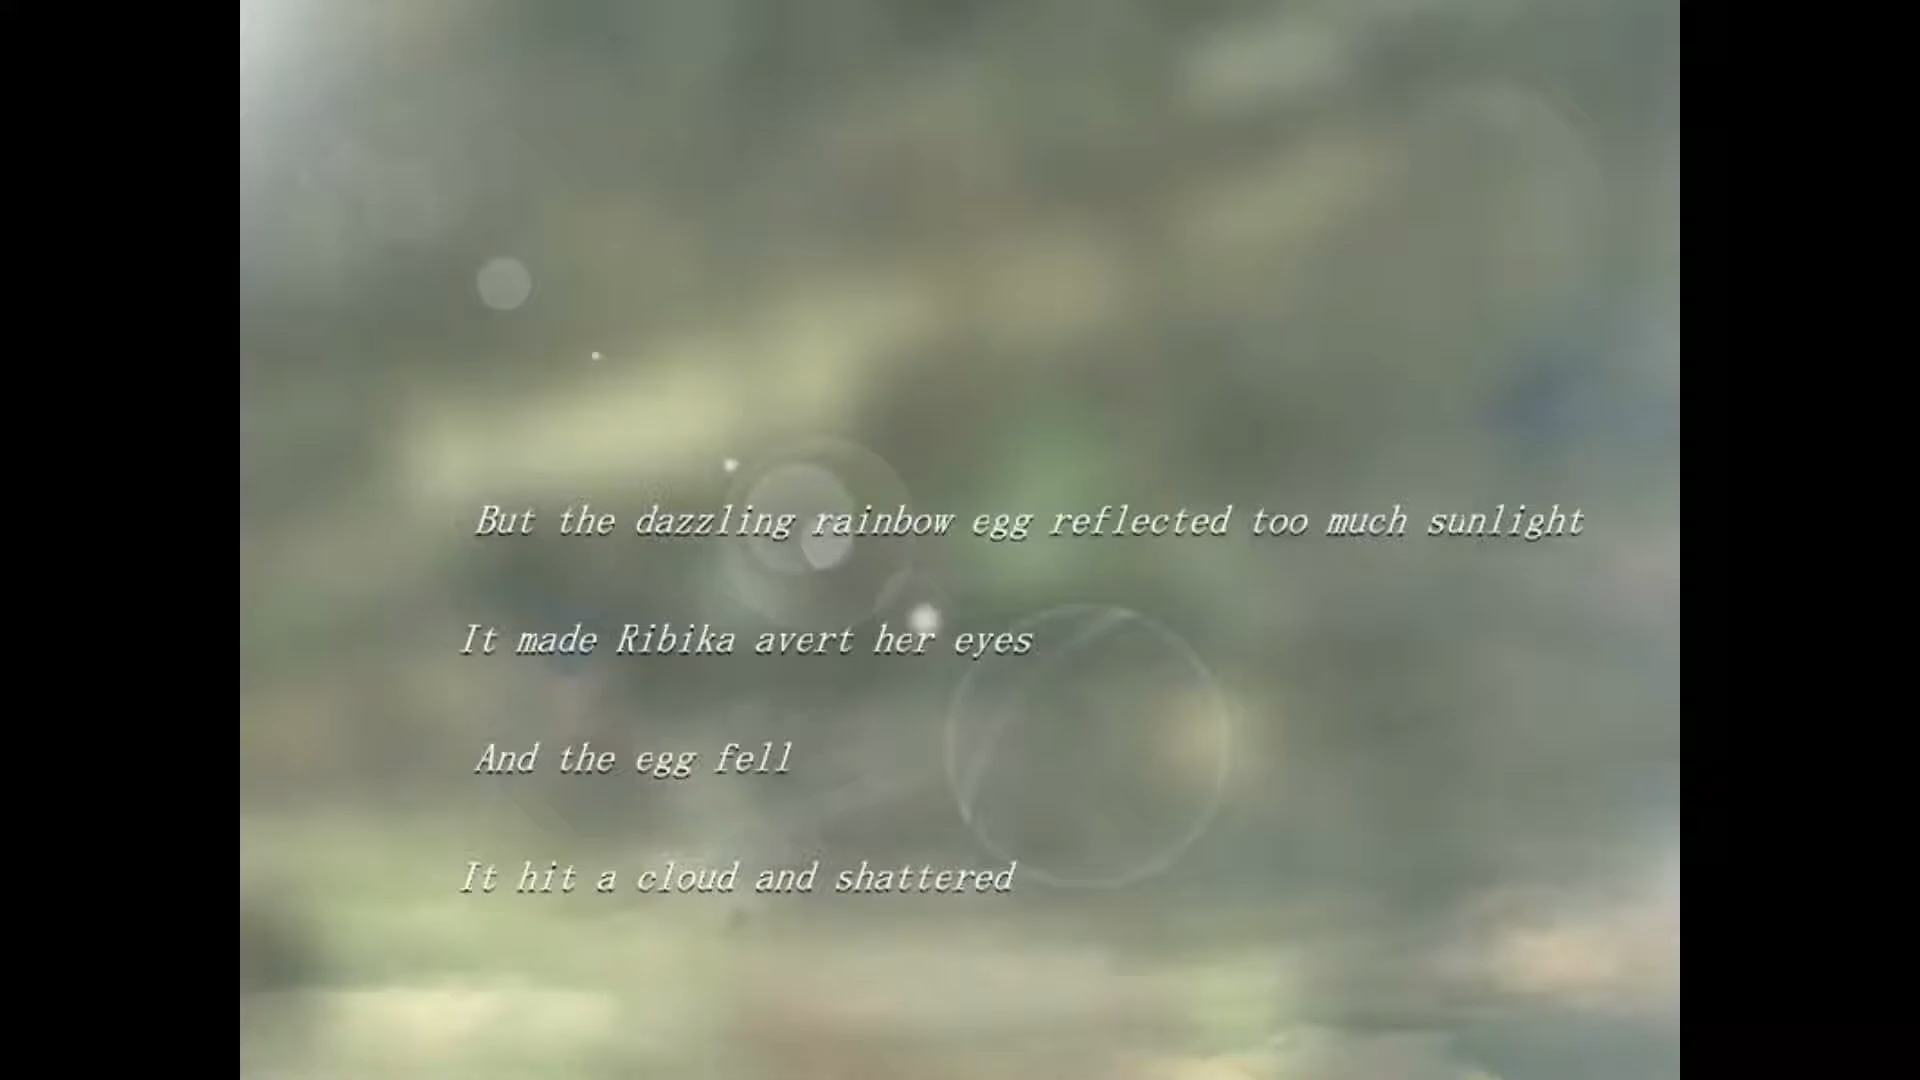 But the dazzling rainbow egg reflected too much sunlight
It made Ribika avert her eyes
And the egg fell
It hit a cloud and shattered